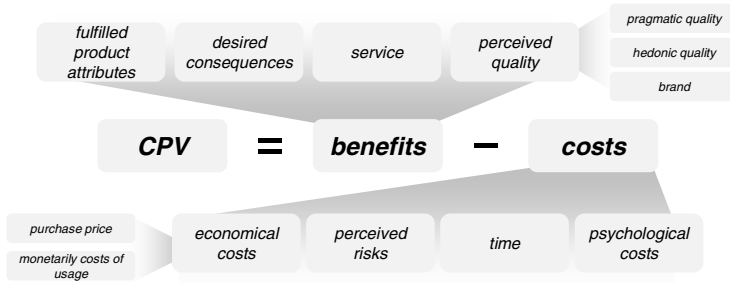 fulfilled
product
attributes
desired
consequences
service
perceived
quality
pragmatic quality
hedonic quality
brand
CPV = benefits − costs
purchase price
monetarily costs of
usage
economical
costs
perceived
risks
time
psychological
costs